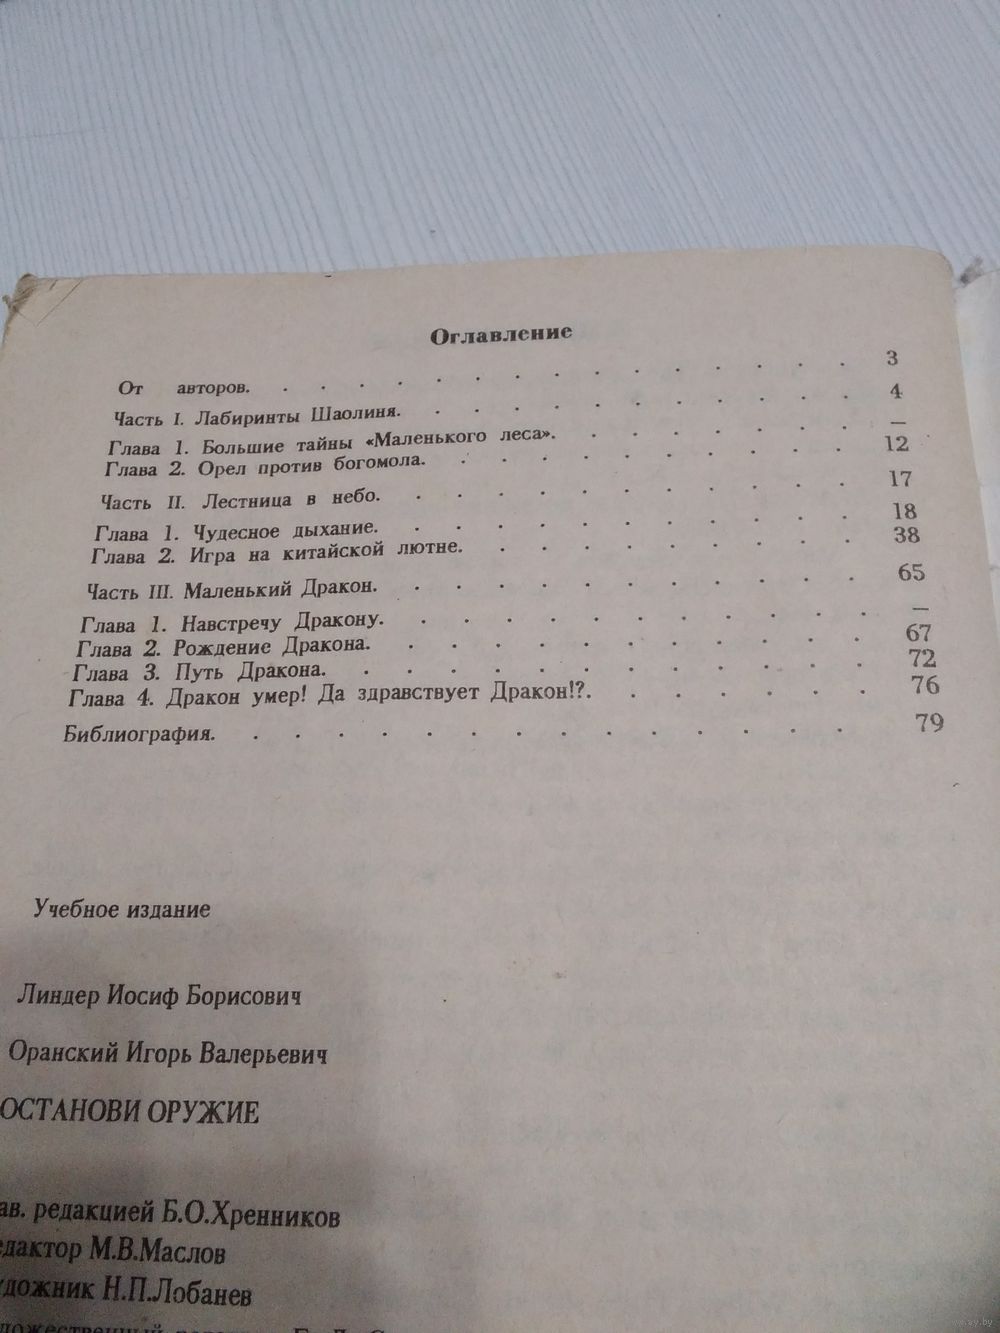 Оглавление
От авторов. . . . . . . . . . . . . . . . 3
Часть I. Лабиринты Шаолиня. . . . . . . . . . . . 4
Глава 1. Большие тайны «Маленького леса». . . . . . . . —
Глава 2. Орел против богомола. . . . . . . . . . . 12
Часть II. Лестница в небо. . . . . . . . . . . . 17
Глава 1. Чудесное дыхание. . . . . . . . . . . . 18
Глава 2. Игра на китайской лютне. . . . . . . . . . 38
Часть III. Маленький Дракон. . . . . . . . . . . . 65
Глава 1. Навстречу Дракону. . . . . . . . . . . . —
Глава 2. Рождение Дракона. . . . . . . . . . . . 67
Глава 3. Путь Дракона. . . . . . . . . . . . . 72
Глава 4. Дракон умер! Да здравствует Дракон!?. . . . . . . 76
Библиография. . . . . . . . . . . . . . . 79
Учебное издание
Линдер Иосиф Борисович
Оранский Игорь Валерьевич
ОСТАНОВИ ОРУЖИЕ
ав. редакцией Б.О.Хренников
дактор М.В.Маслов
дожник Н.П.Лобанев